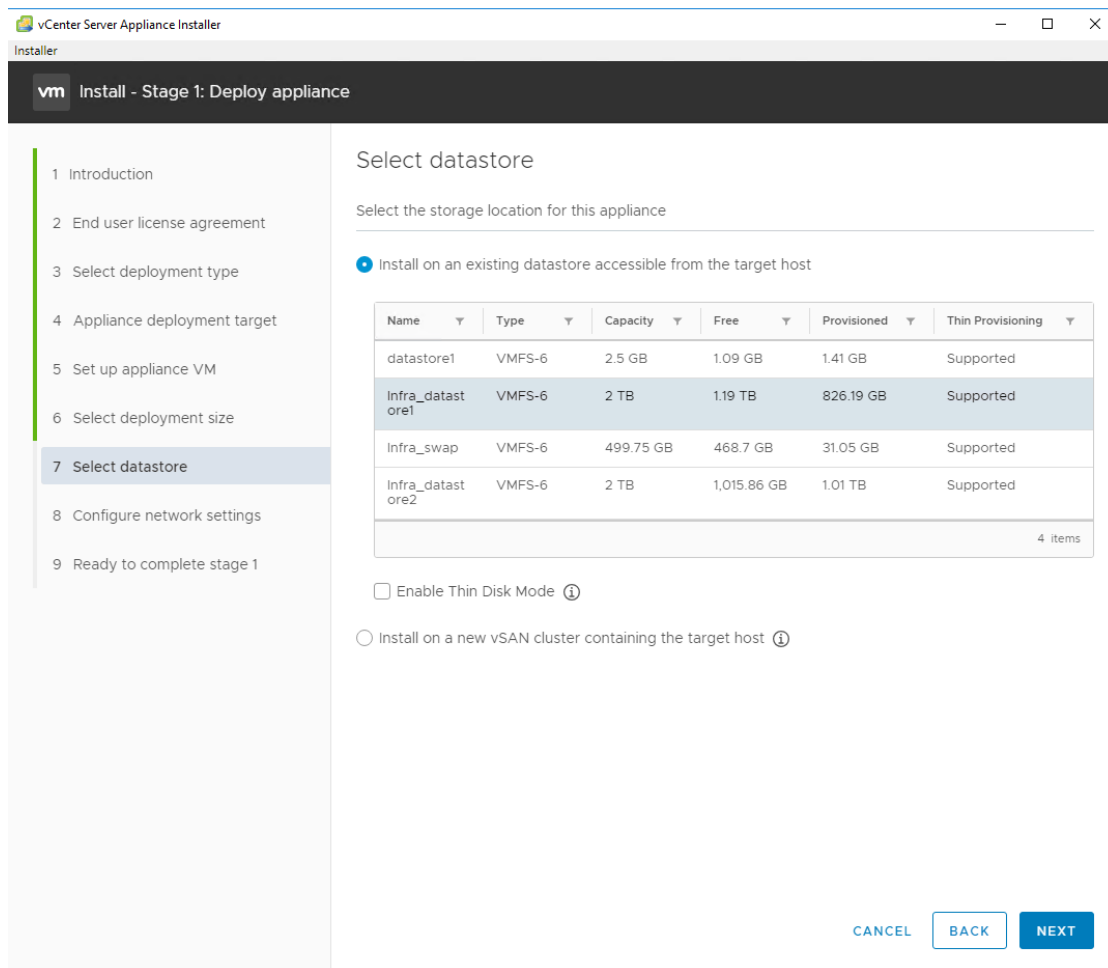 vCenter Server Appliance Installer
Installer
vm Install - Stage 1: Deploy appliance
1 Introduction
2 End user license agreement
3 Select deployment type
4 Appliance deployment target
5 Set up appliance VM
6 Select deployment size
7 Select datastore
8 Configure network settings
9 Ready to complete stage 1
Select datastore
Select the storage location for this appliance
Install on an existing datastore accessible from the target host
Name Type Capacity Free Provisioned Thin Provisioning
datastore1 VMFS-6 2.5 GB 1.09 GB 1.41 GB Supported
Infra_datast VMFS-6 2 TB 1.19 TB 826.19 GB Supported
ore1
Infra_swap VMFS-6 499.75 GB 468.7 GB 31.05 GB Supported
Infra_datast VMFS-6 2 TB 1,015.86 GB 1.01 TB Supported
ore2
4 items
Enable Thin Disk Mode
Install on a new vSAN cluster containing the target host
CANCEL BACK NEXT